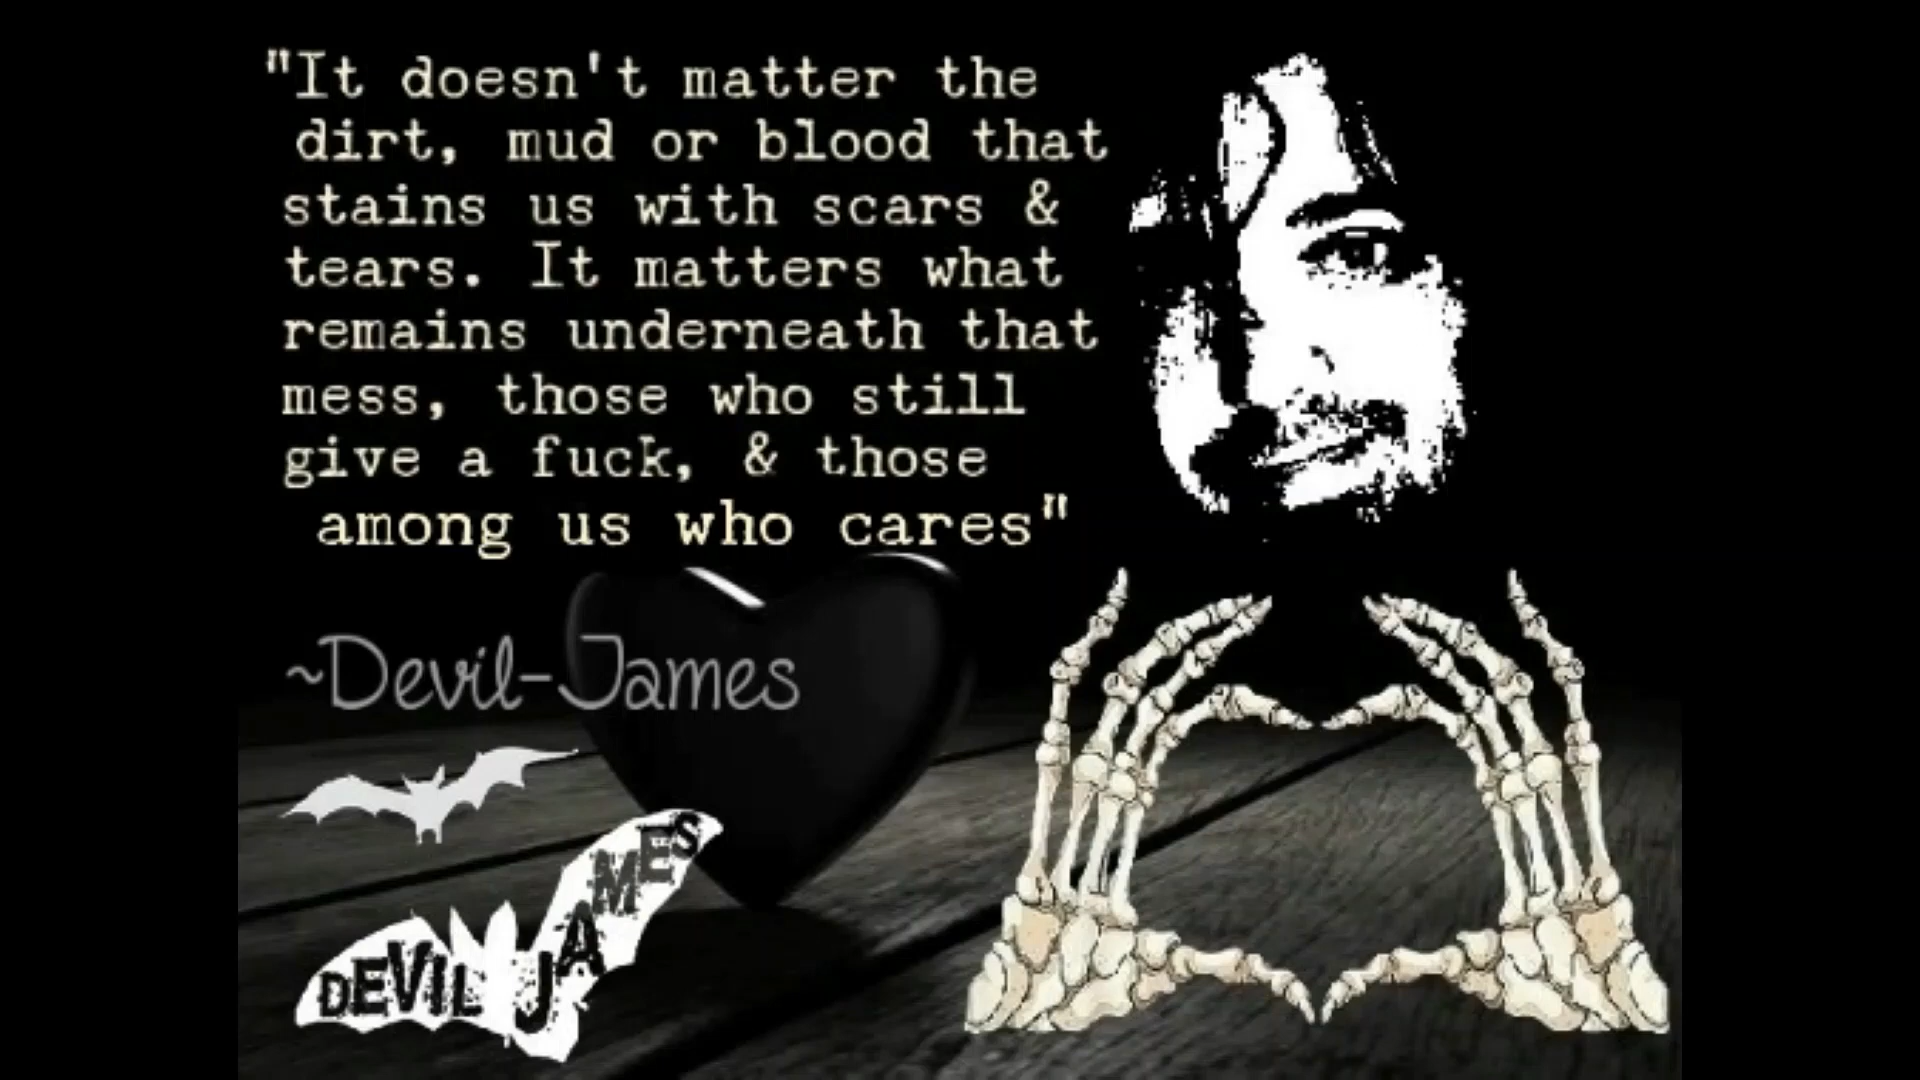 "It doesn't matter the
dirt, mud or blood that
stains us with scars &
tears. It matters what
remains underneath that
mess, those who still
give a fuck, & those
among us who cares"
~Devil-James
DEVIL JAMES